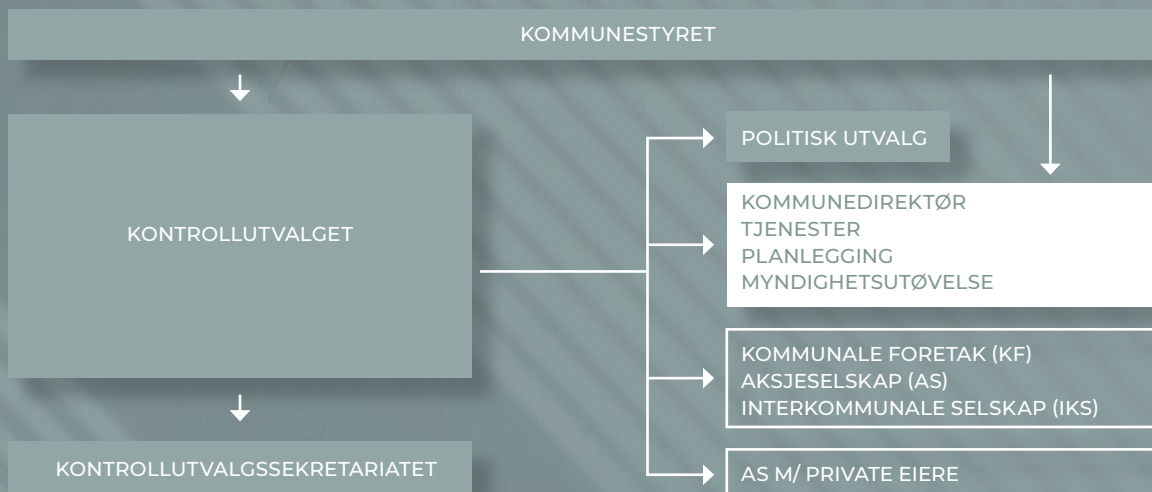 KOMMUNESTYRET
KONTROLLUTVALGET
KONTROLLUTVALGSSEKRETARIATET
POLITISK UTVALG
KOMMUNEDIREKTØR
TJENESTER
PLANLEGGING
MYNDIGHETSUTØVELSE
KOMMUNALE FORETAK (KF)
AKSJESELSKAP (AS)
INTERKOMMUNALE SELSKAP (IKS)
AS M/ PRIVATE EIERE